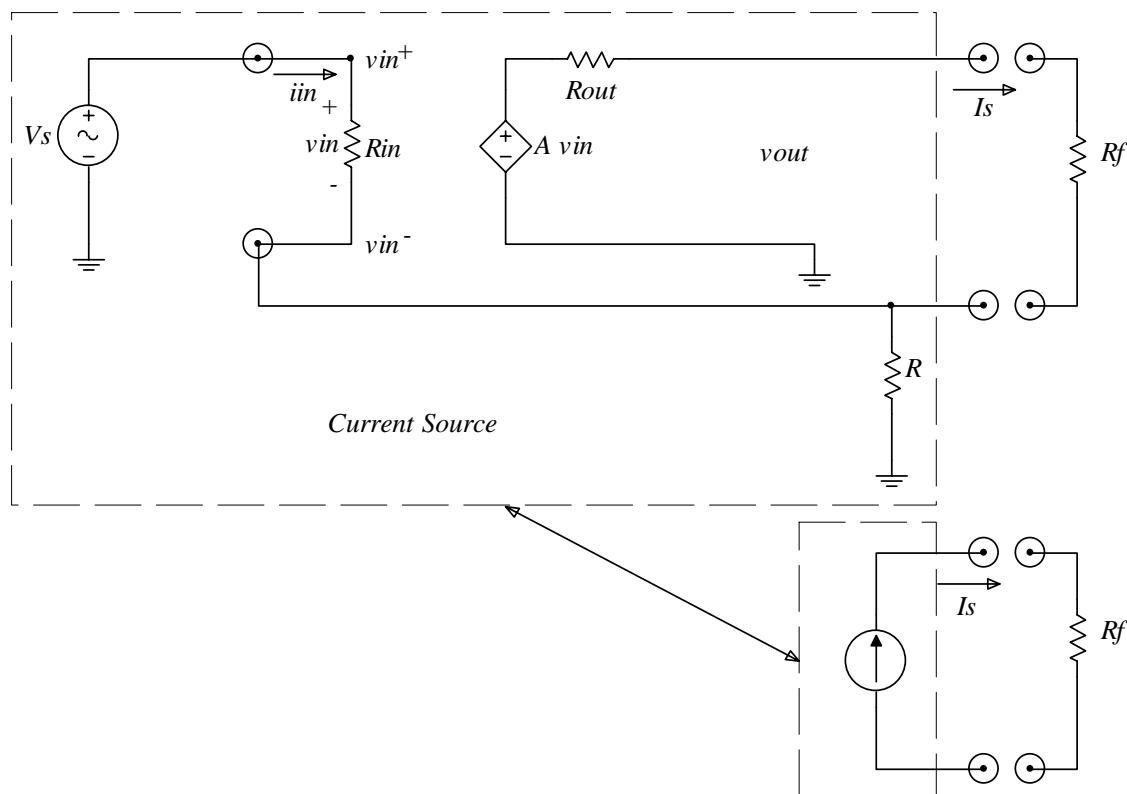 vin+
iin
+
Vs
+
−
vin
Rin
-
vin-
Rout
+
−
A vin
vout
Is
Rf
R
Current Source
Is
Rf